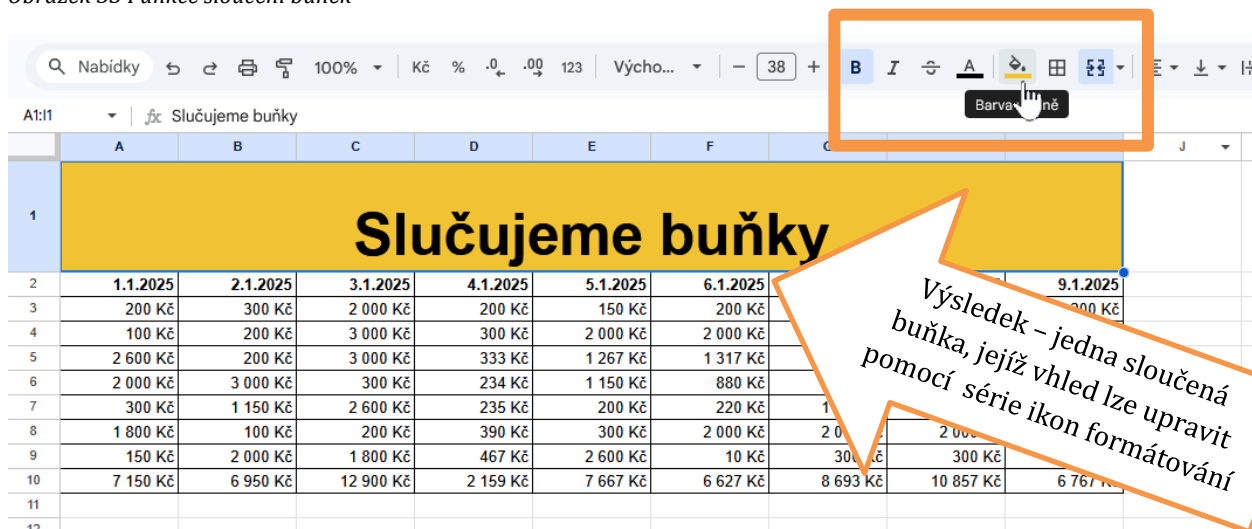 Obrázek 33 Funkce sloučení buněk
Nabídky 100% Kč % .0 .00 123 Výcho... − 38 + B I A
Barva
A1:I1 fx Slučujeme buňky
A B C D E F J
1 Slučujeme buňky
2 1.1.2025 2.1.2025 3.1.2025 4.1.2025 5.1.2025 6.1.2025 9.1.2025
3 200 Kč 300 Kč 2 000 Kč 200 Kč 150 Kč 200 Kč
4 100 Kč 200 Kč 3 000 Kč 300 Kč 2 000 Kč 2 000 Kč
5 2 600 Kč 200 Kč 3 000 Kč 333 Kč 1 267 Kč 1 317 Kč
6 2 000 Kč 3 000 Kč 300 Kč 234 Kč 1 150 Kč 880 Kč
7 300 Kč 1 150 Kč 2 600 Kč 235 Kč 200 Kč 220 Kč
8 1 800 Kč 100 Kč 200 Kč 390 Kč 300 Kč 2 000 Kč
9 150 Kč 2 000 Kč 1 800 Kč 467 Kč 2 600 Kč 10 Kč 300 Kč 300 Kč
10 7 150 Kč 6 950 Kč 12 900 Kč 2 159 Kč 7 667 Kč 6 627 Kč 8 693 Kč 10 857 Kč 6 767
11
Výsledek – jedna sloučená
buňka, jejíž vhled lze upravit
pomocí série ikon formátování